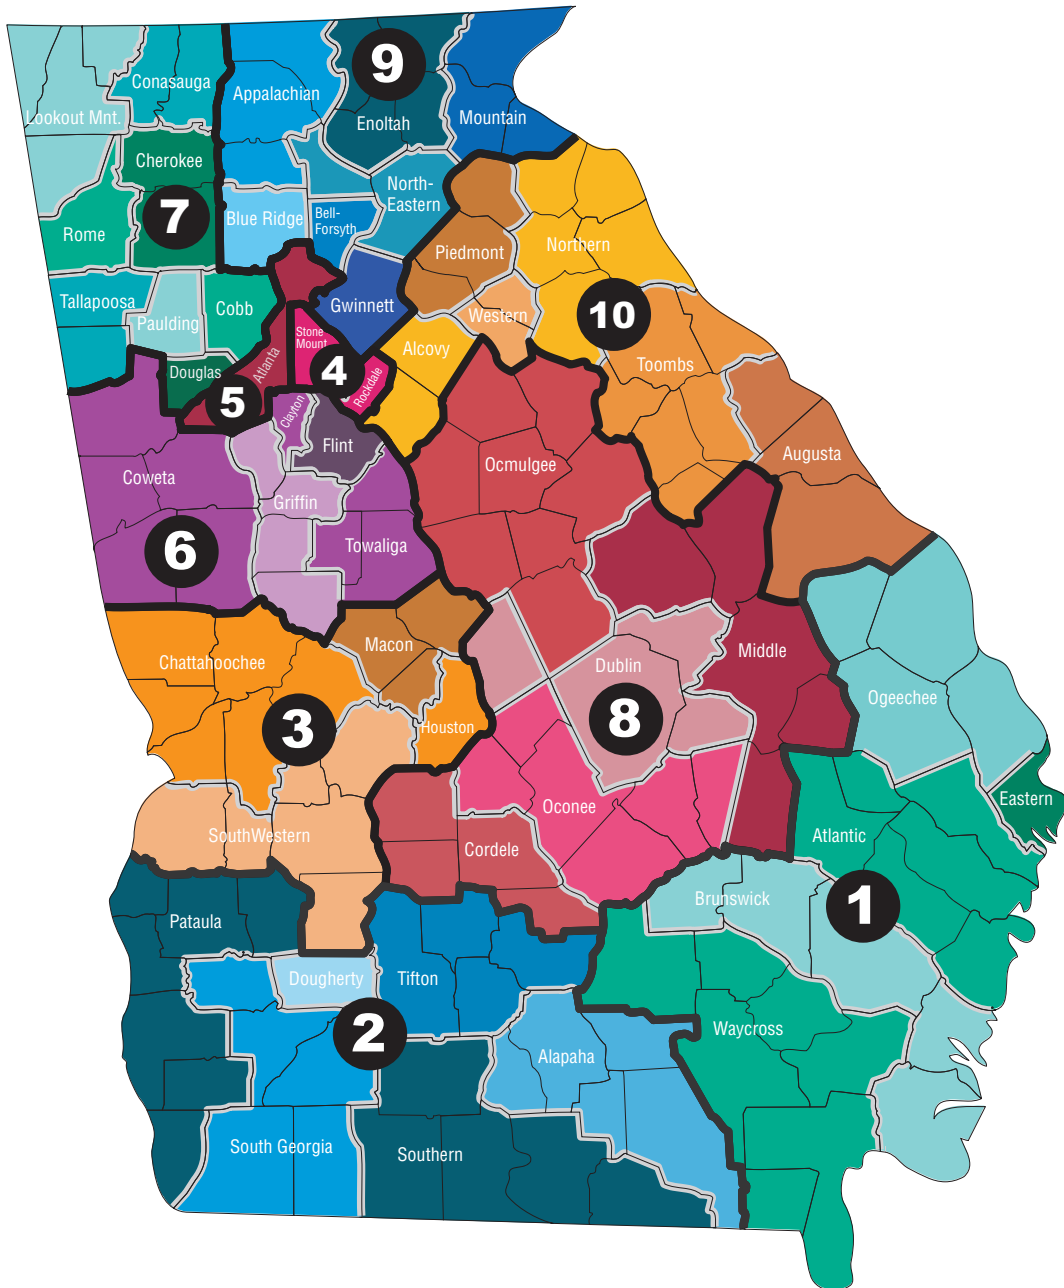 9
Conasauga
Appalachian
Lookout Mnt.
Enoltah
Mountain
Cherokee
North-
Eastern
7
Blue Ridge
Bell-
Forsyth
Rome
Northern
Piedmont
Tallapoosa
Cobb
Gwinnett
Paulding
Western
10
Stone
Mount
Alcovy
Atlanta
4
Toombs
Douglas
Rockdale
5
Clayton
Flint
Augusta
Ocmulgee
Coweta
Griffin
6
Towaliga
Macon
Middle
Chattahoochee
Dublin
Ogeechee
3
Houston
8
Eastern
Oconee
SouthWestern
Atlantic
Cordele
Brunswick
1
Pataula
Dougherty
Tifton
2
Waycross
Alapaha
South Georgia
Southern